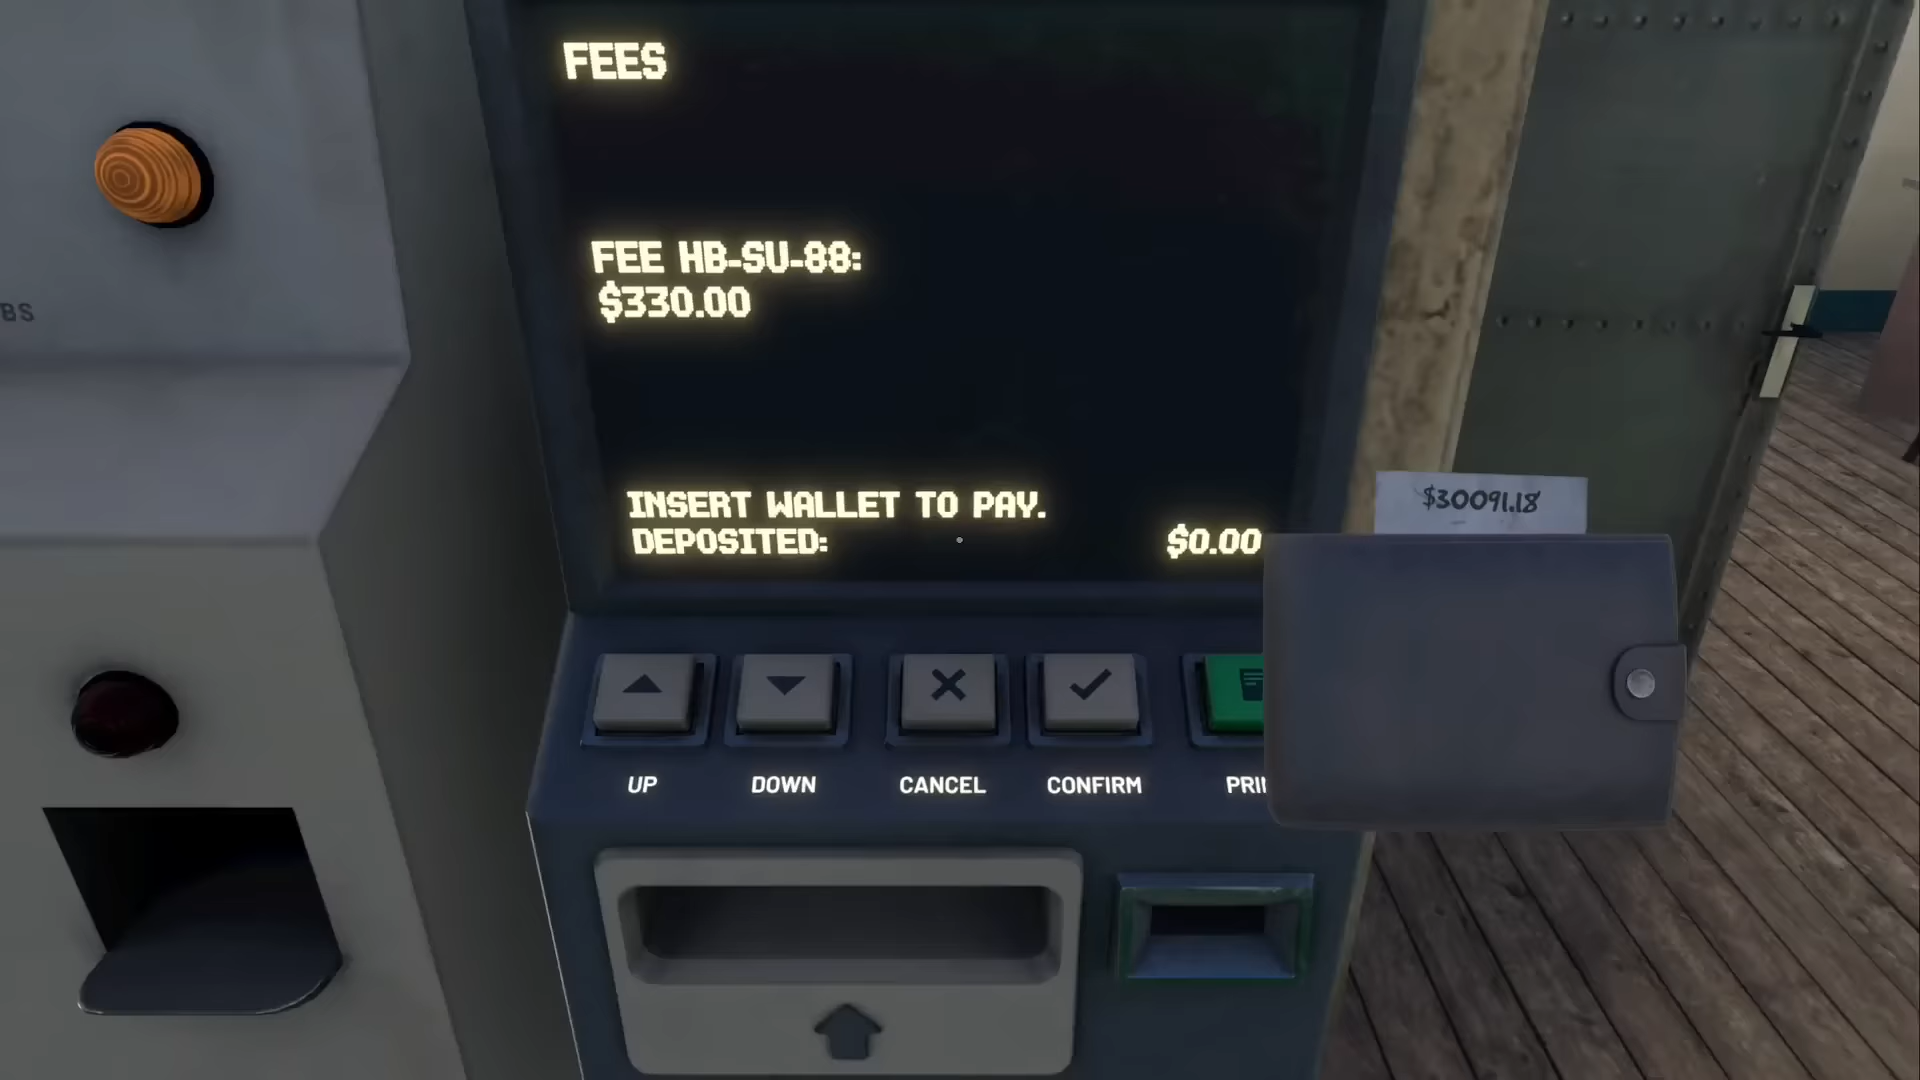 FEES
FEE HB-SU-88:
$330.00
INSERT WALLET TO PAY.
DEPOSITED: $0.00
$30091.18
BS
UP DOWN CANCEL CONFIRM PRI